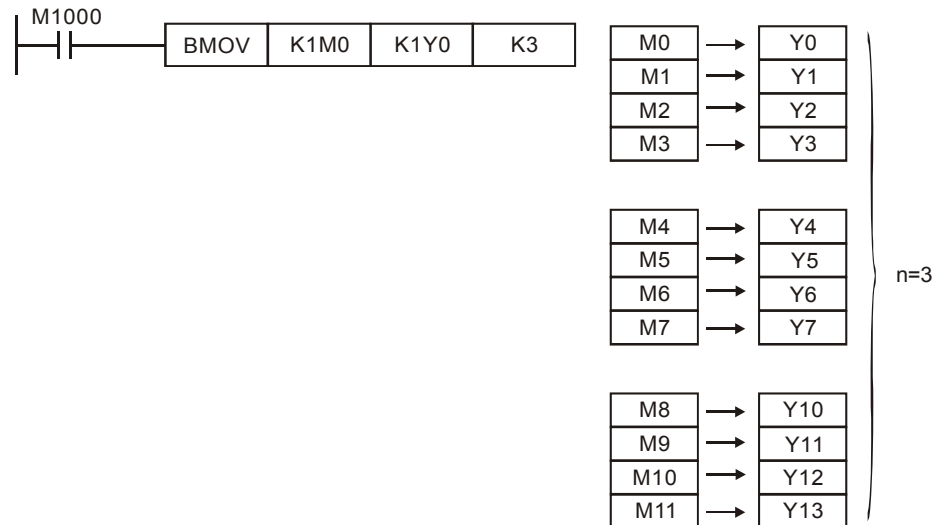 M1000
BMOV K1M0 K1Y0 K3
M0 Y0
M1 Y1
M2 Y2
M3 Y3
M4 Y4
M5 Y5
M6 Y6
M7 Y7
n=3
M8 Y10
M9 Y11
M10 Y12
M11 Y13